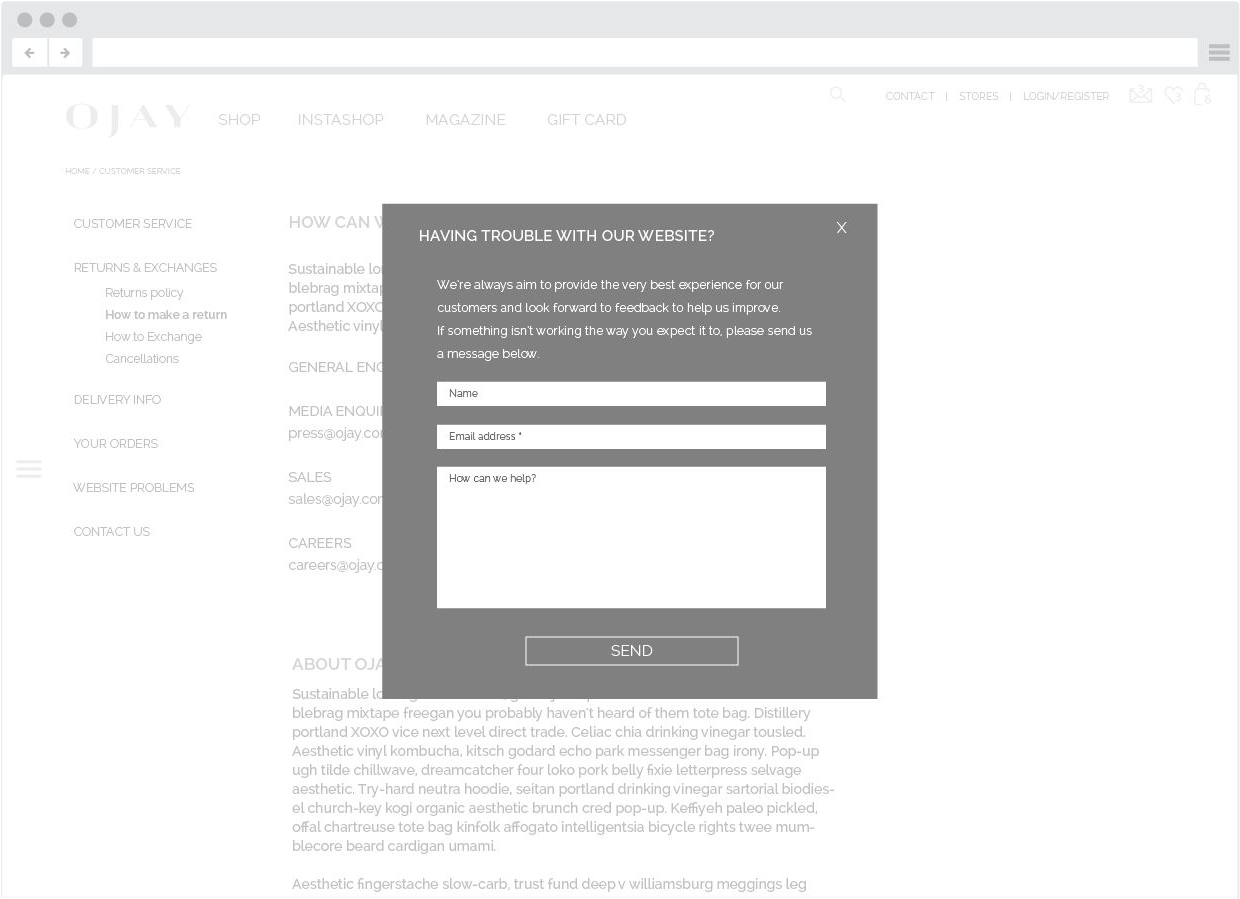 OJAY
SHOP
INSTASHOP
MAGAZINE
GIFT CARD
CONTACT | STORES | LOGIN/REGISTER
3
3
6
HOME / CUSTOMER SERVICE
CUSTOMER SERVICE
RETURNS & EXCHANGES
Returns policy
How to make a return
How to Exchange
Cancellations
DELIVERY INFO
YOUR ORDERS
WEBSITE PROBLEMS
CONTACT US
HOW CAN
Sustainable
blebrag mixtap
portland XOXO
Aesthetic vinyl
GENERAL
MEDIA
press@ojay.co
SALES
sales@ojay.co
CAREERS
careers@ojay.
HAVING TROUBLE WITH OUR WEBSITE?
X
We're always aim to provide the very best experience for our
customers and look forward to feedback to help us improve.
If something isn't working the way you expect it to, please send us
a message below.
Name
Email address *
How can we help?
SEND
ABOUT OJA
Sustainable
blebrag mixtape freegan you probably haven't heard of them tote bag. Distillery
portland XOXO vice next level direct trade. Celiac chia drinking vinegar tousled.
Aesthetic vinyl kombucha, kitsch godard echo park messenger bag irony. Pop-up
ugh tilde chillwave, dreamcatcher four loko pork belly fixie letterpress selvage
aesthetic. Try-hard neutra hoodie, seitan portland drinking vinegar sartorial biodies-
el church-key kogi organic aesthetic brunch cred pop-up. Keffiyeh paleo pickled,
offal chartreuse tote bag kinfolk affogato intelligentsia bicycle rights twee mum-
blecore beard cardigan umami.
Aesthetic fingerstache slow-carb, trust fund deep v williamsburg meggings leg